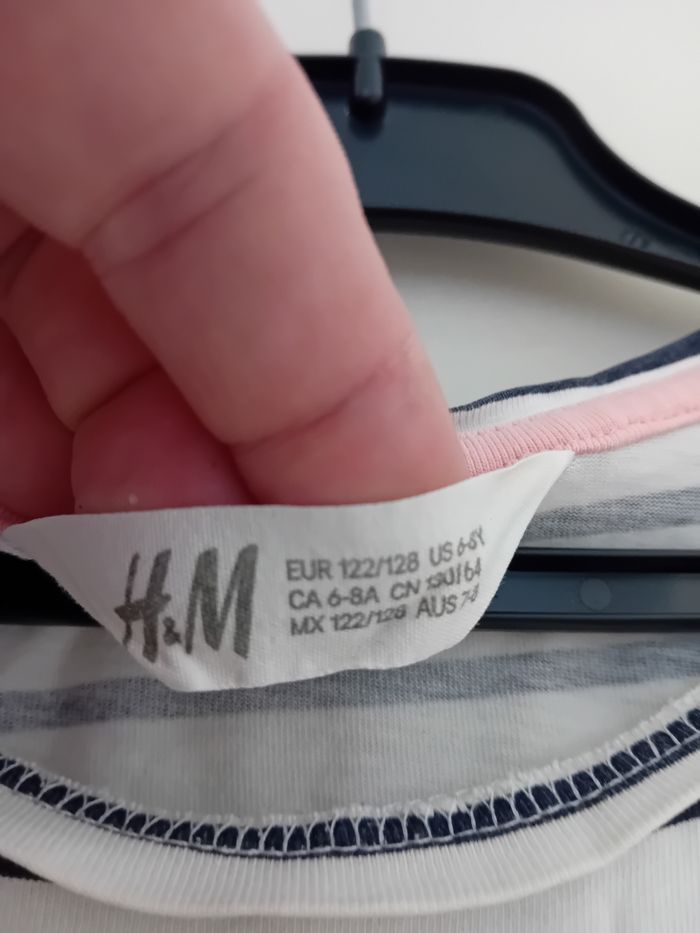 H&M
EUR 122/128 US 6-8Y
CA 6-8A CN 130/64
MX 122/128 AUS 7-8